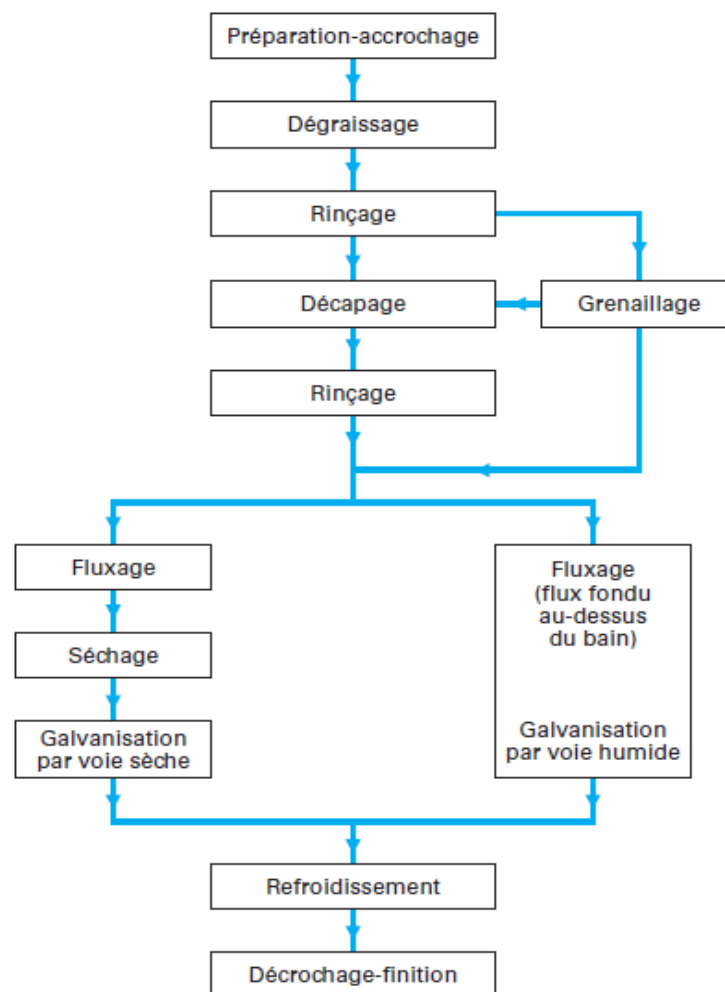 Préparation-accrochage
Dégraissage
Rinçage
Décapage
Grenaillage
Rinçage
Fluxage
Séchage
Galvanisation
par voie sèche
Fluxage
(flux fondu
au-dessus
du bain)
Galvanisation
par voie humide
Refroidissement
Décrochage-finition